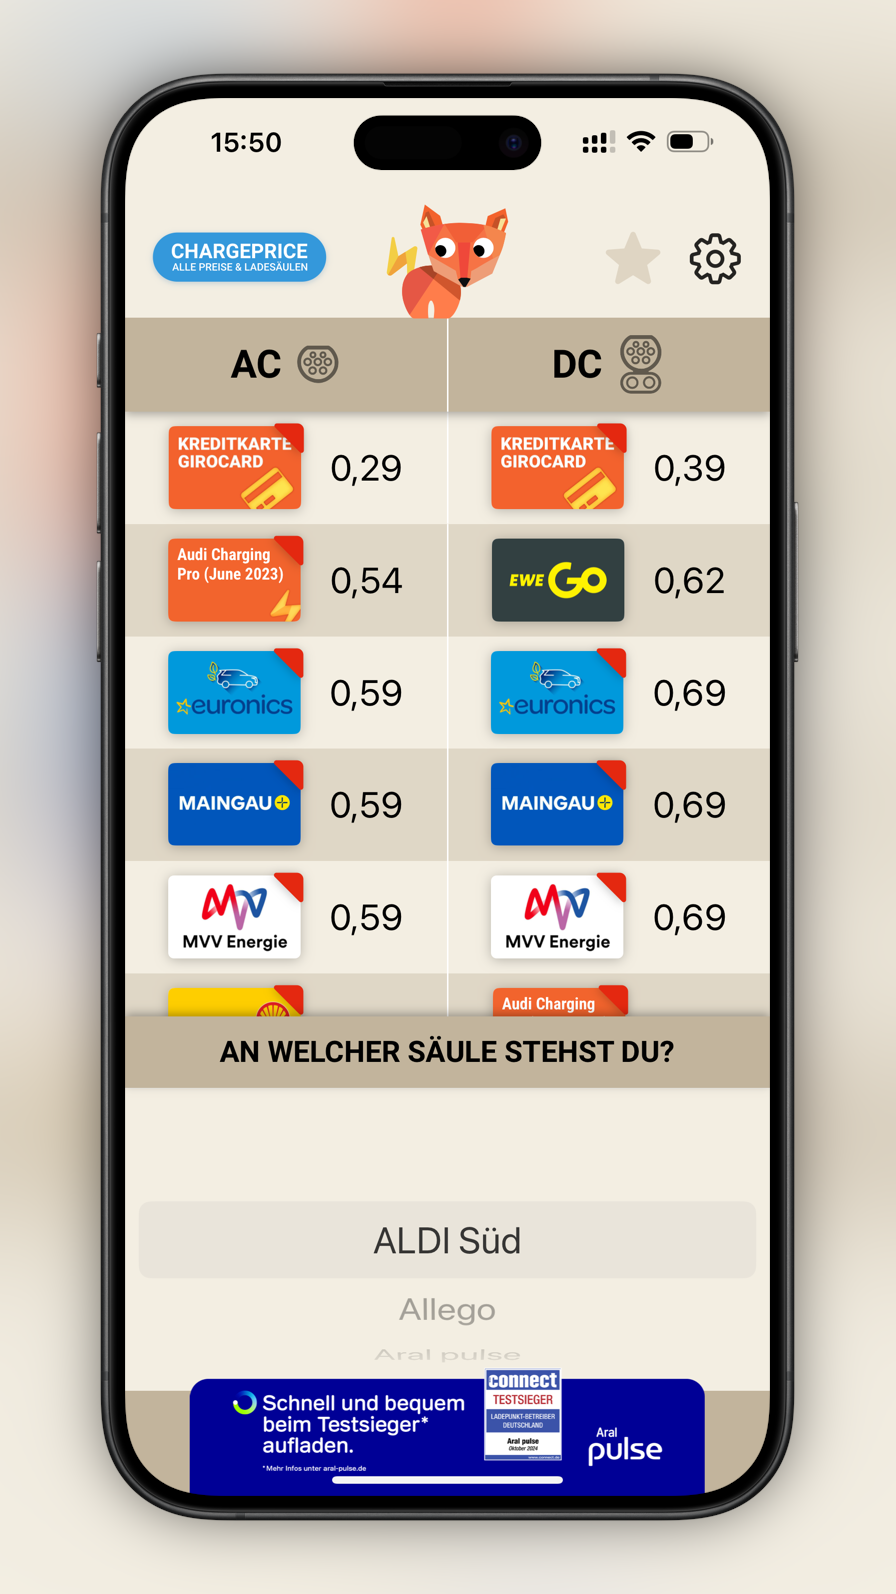 15:50
CHARGEPRICE
ALLE PREISE & LADESÄULEN
AC
DC
KREDITKARTE
GIROCARD
0,29
KREDITKARTE
GIROCARD
0,39
Audi Charging
Pro (June 2023)
0,54
EWE Go
0,62
euronics
0,59
euronics
0,69
MAINGAU
0,59
MAINGAU
0,69
MVV Energie
0,59
MVV Energie
0,69
Audi Charging
AN WELCHER SÄULE STEHST DU?
ALDI Süd
Allego
Aral pulse
Schnell und bequem
beim Testsieger*
aufladen.
*Mehr Infos unter aral-pulse.de
connect
TESTSIEGER
LADEPUNKT-BETREIBER
DEUTSCHLAND
Aral pulse
Oktober 2024
www.connect.de
Aral
pulse